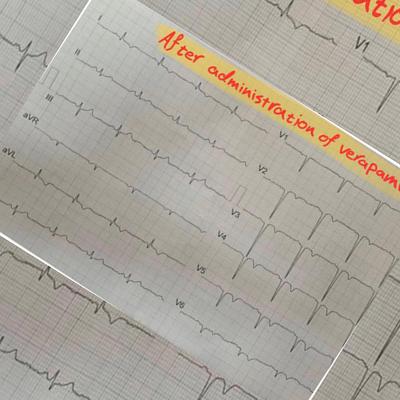 After administration of verapam
I
II
III
aVR
aVL
V1
V2
V3
V4
V5
V6
V1